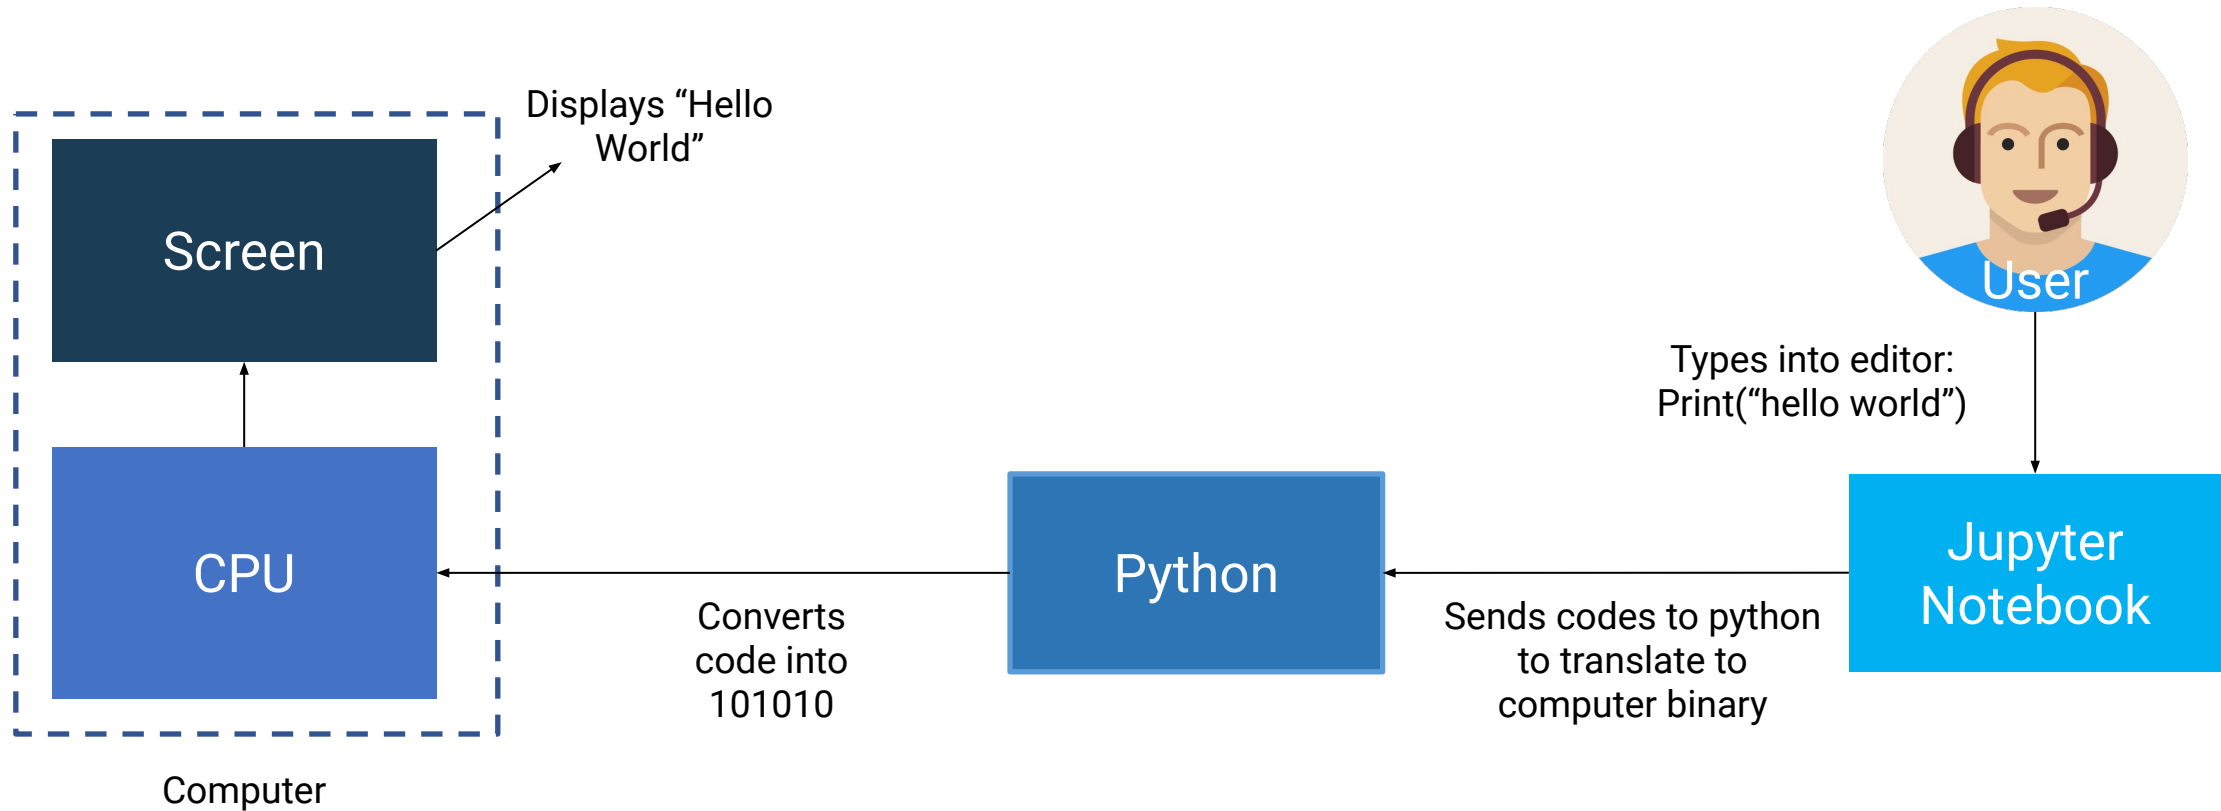 Displays “Hello
World”
Screen
User
Types into editor:
Print(“hello world”)
CPU
Python
Jupyter
Notebook
Converts
code into
101010
Sends codes to python
to translate to
computer binary
Computer